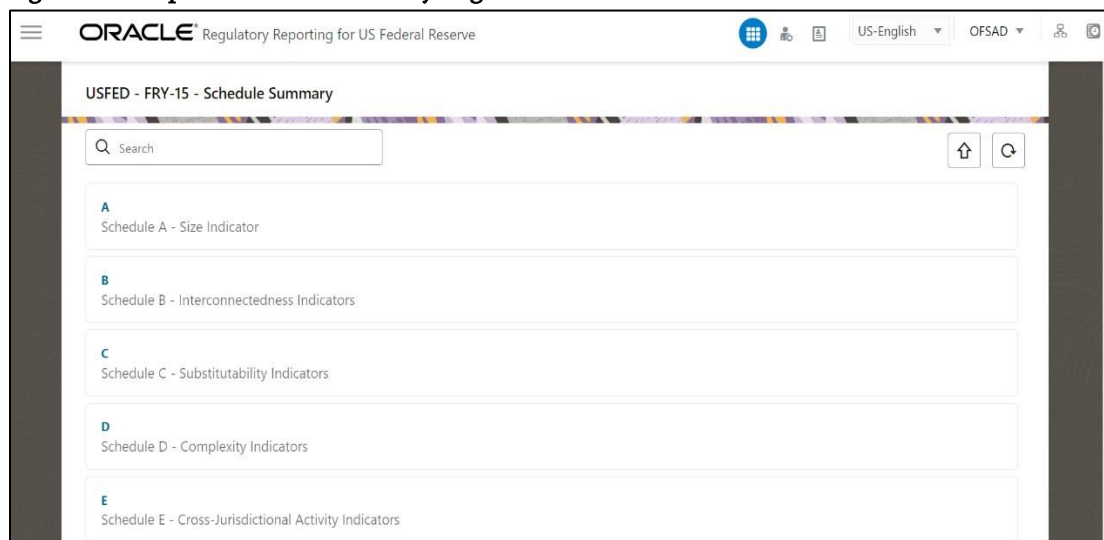 ORACLE® Regulatory Reporting for US Federal Reserve US-English OFSAD
USFED - FRY-15 - Schedule Summary
Search
A
Schedule A - Size Indicator
B
Schedule B - Interconnectedness Indicators
C
Schedule C - Substitutability Indicators
D
Schedule D - Complexity Indicators
E
Schedule E - Cross-Jurisdictional Activity Indicators